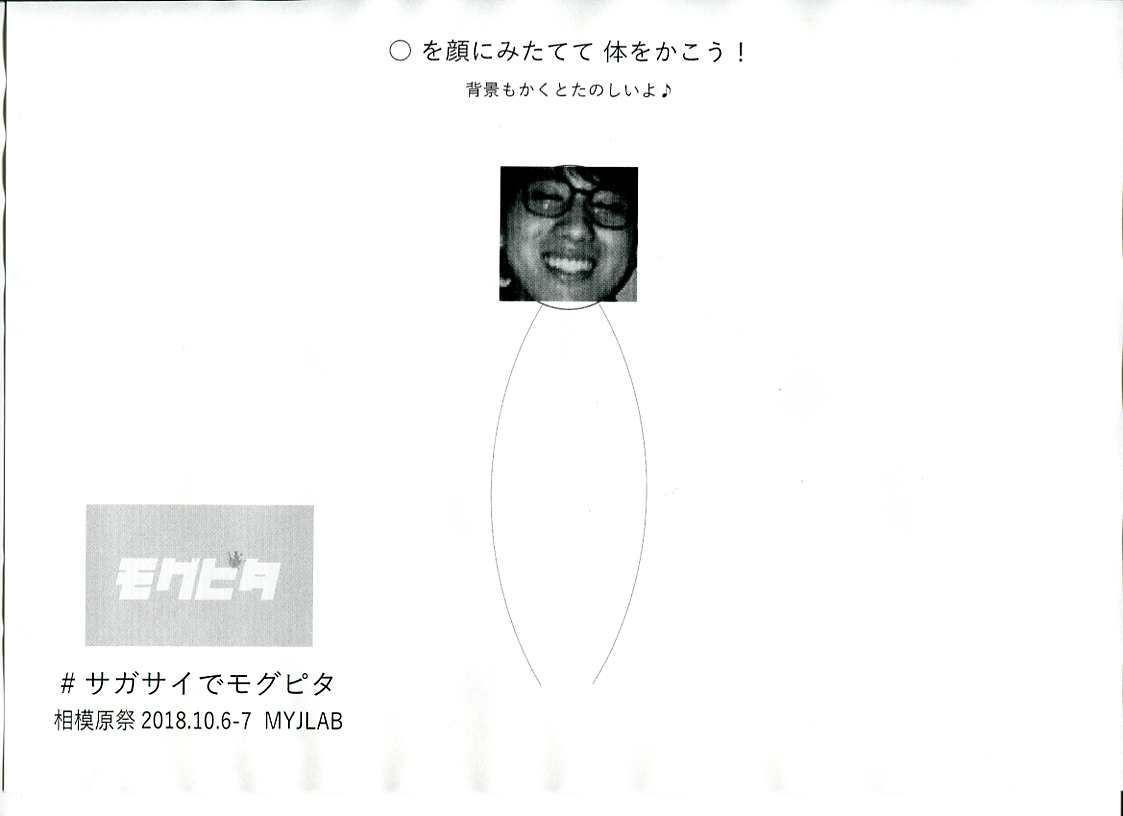 ○ を顔にみたてて 体をかこう！
背景もかくとたのしいよ♪
モグピタ
# サガサイでモグピタ
相模原祭 2018.10.6-7 MYJLAB